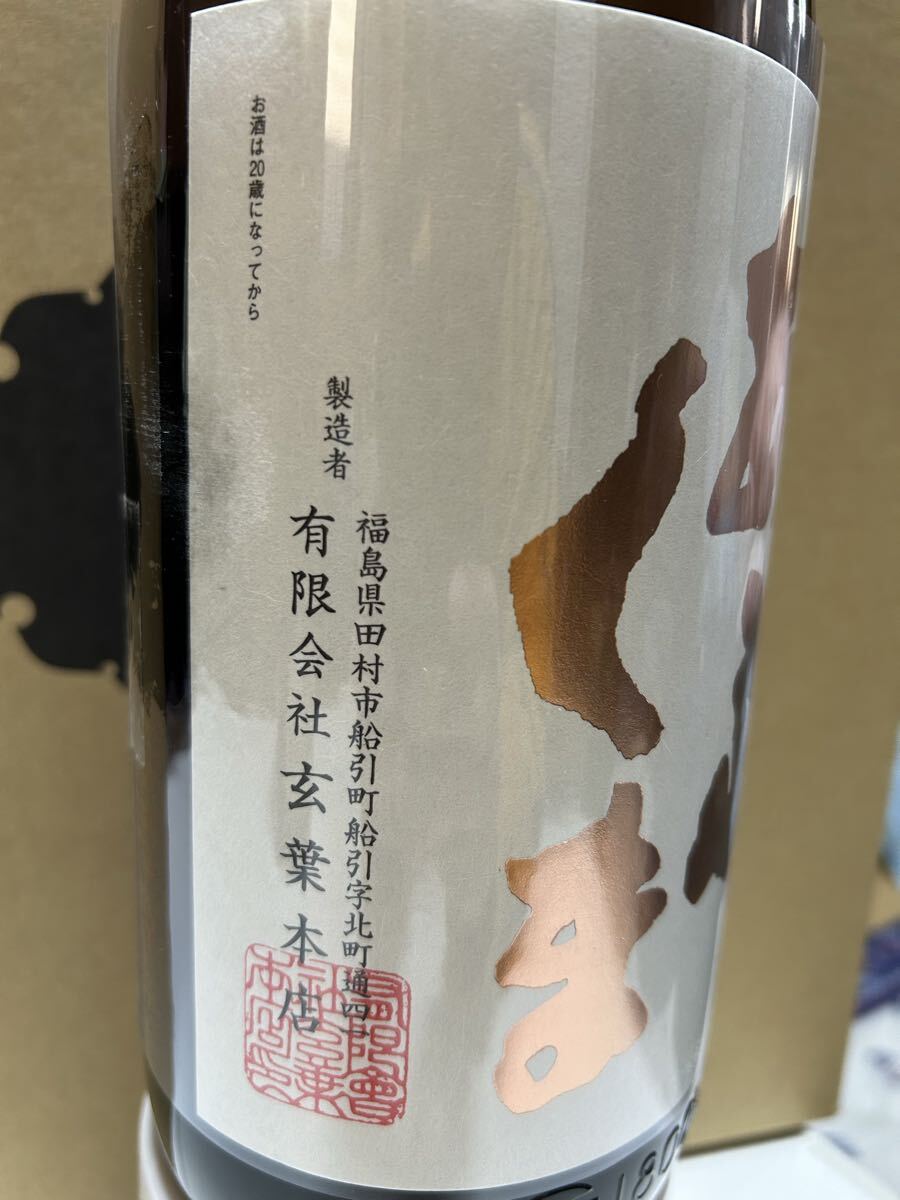 くま
福島県田村市船引町船引字北町通四一
製造者
有限会社玄葉本店
お酒は20歳になってから